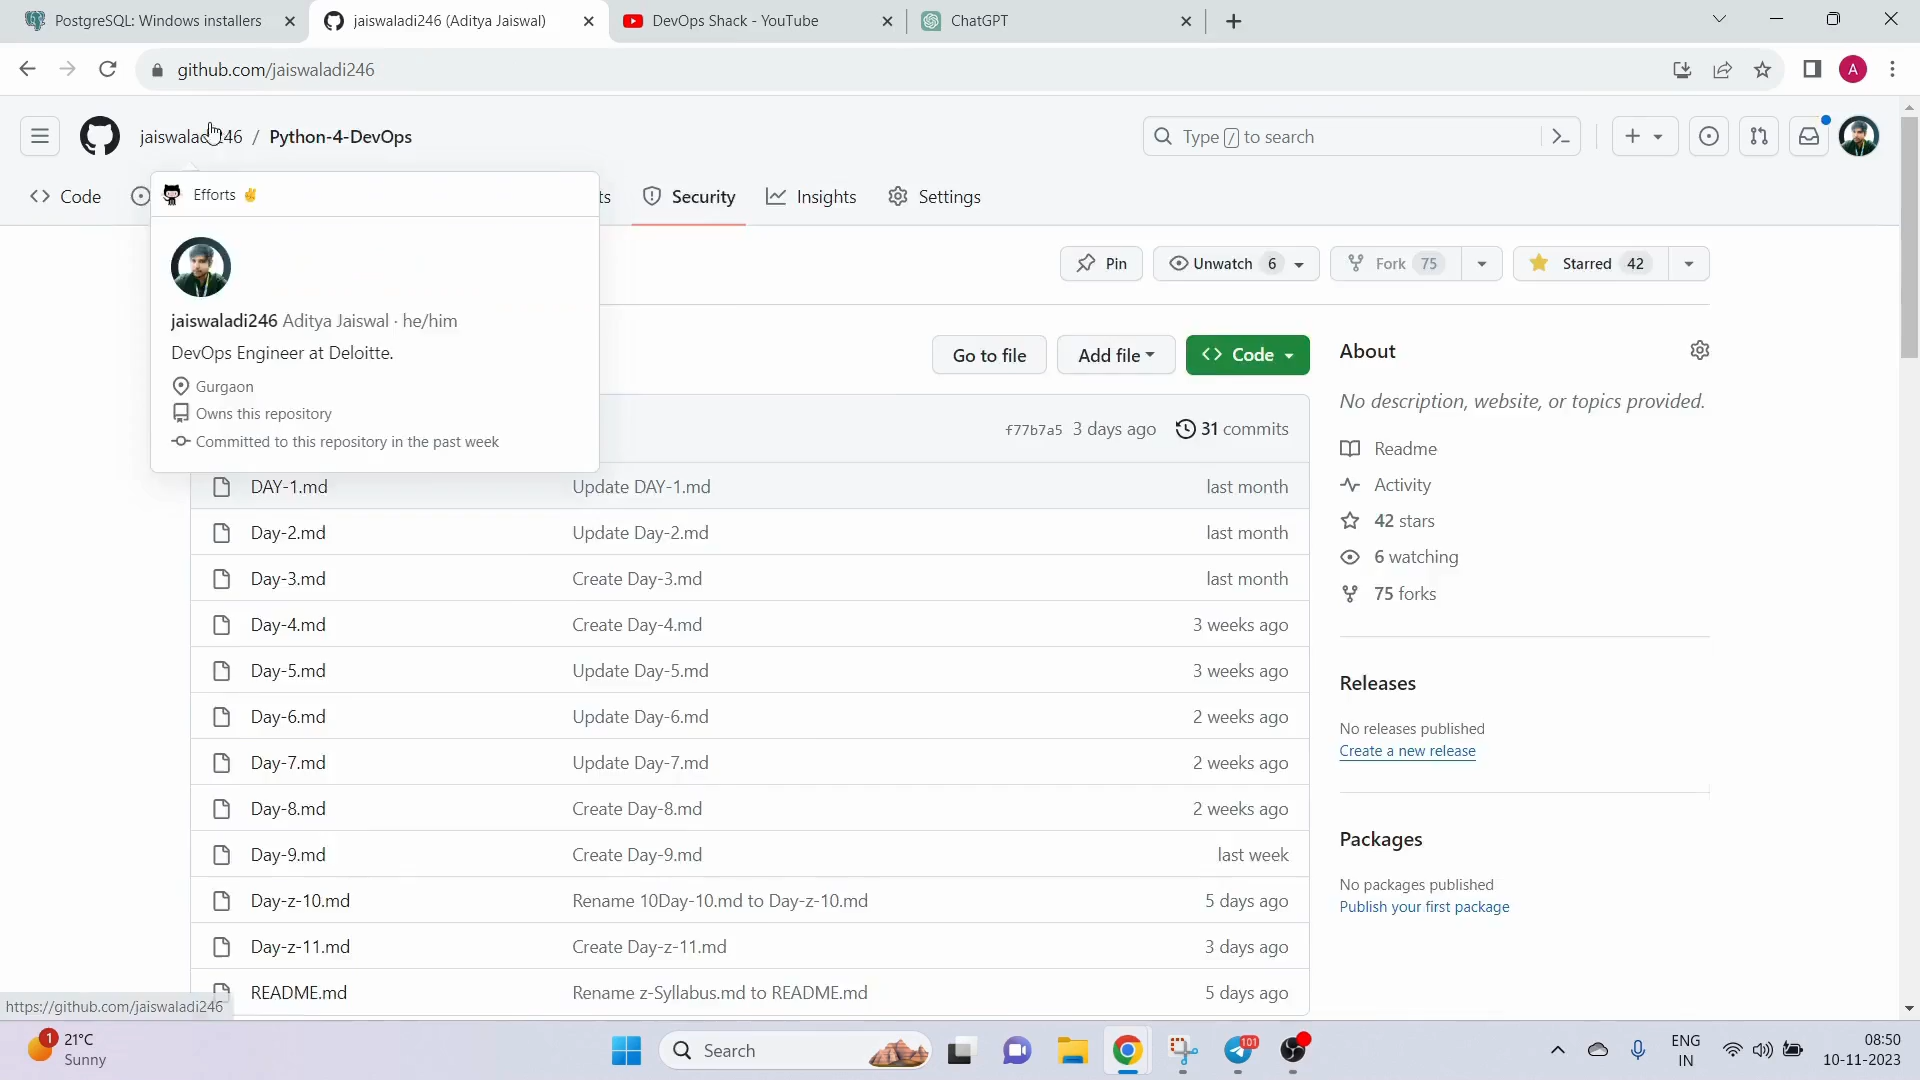 PostgreSQL: Windows installers
jaiswaladi246 (Aditya Jaiswal)
DevOps Shack - YouTube
ChatGPT
github.com/jaiswaladi246
A
/ Python-4-DevOps
Type / to search
Code
Efforts ✌
ts
Security
Insights
Settings
Pin
Unwatch 6
Fork 75
Starred 42
jaiswaladi246 Aditya Jaiswal · he/him
DevOps Engineer at Deloitte.
Gurgaon
Owns this repository
Committed to this repository in the past week
Go to file
Add file
Code
About
No description, website, or topics provided.
f77b7a5 3 days ago 31 commits
Readme
Activity
42 stars
6 watching
75 forks
DAY-1.md Update DAY-1.md last month
Day-2.md Update Day-2.md last month
Day-3.md Create Day-3.md last month
Day-4.md Create Day-4.md 3 weeks ago
Day-5.md Update Day-5.md 3 weeks ago
Day-6.md Update Day-6.md 2 weeks ago
Day-7.md Update Day-7.md 2 weeks ago
Day-8.md Create Day-8.md 2 weeks ago
Day-9.md Create Day-9.md last week
Day-z-10.md Rename 10Day-10.md to Day-z-10.md 5 days ago
Day-z-11.md Create Day-z-11.md 3 days ago
README.md Rename z-Syllabus.md to README.md 5 days ago
Releases
No releases published
Create a new release
Packages
No packages published
Publish your first package
https://github.com/jaiswaladi246
1
21°C
Sunny
Search
101
ENG
IN
08:50
10-11-2023